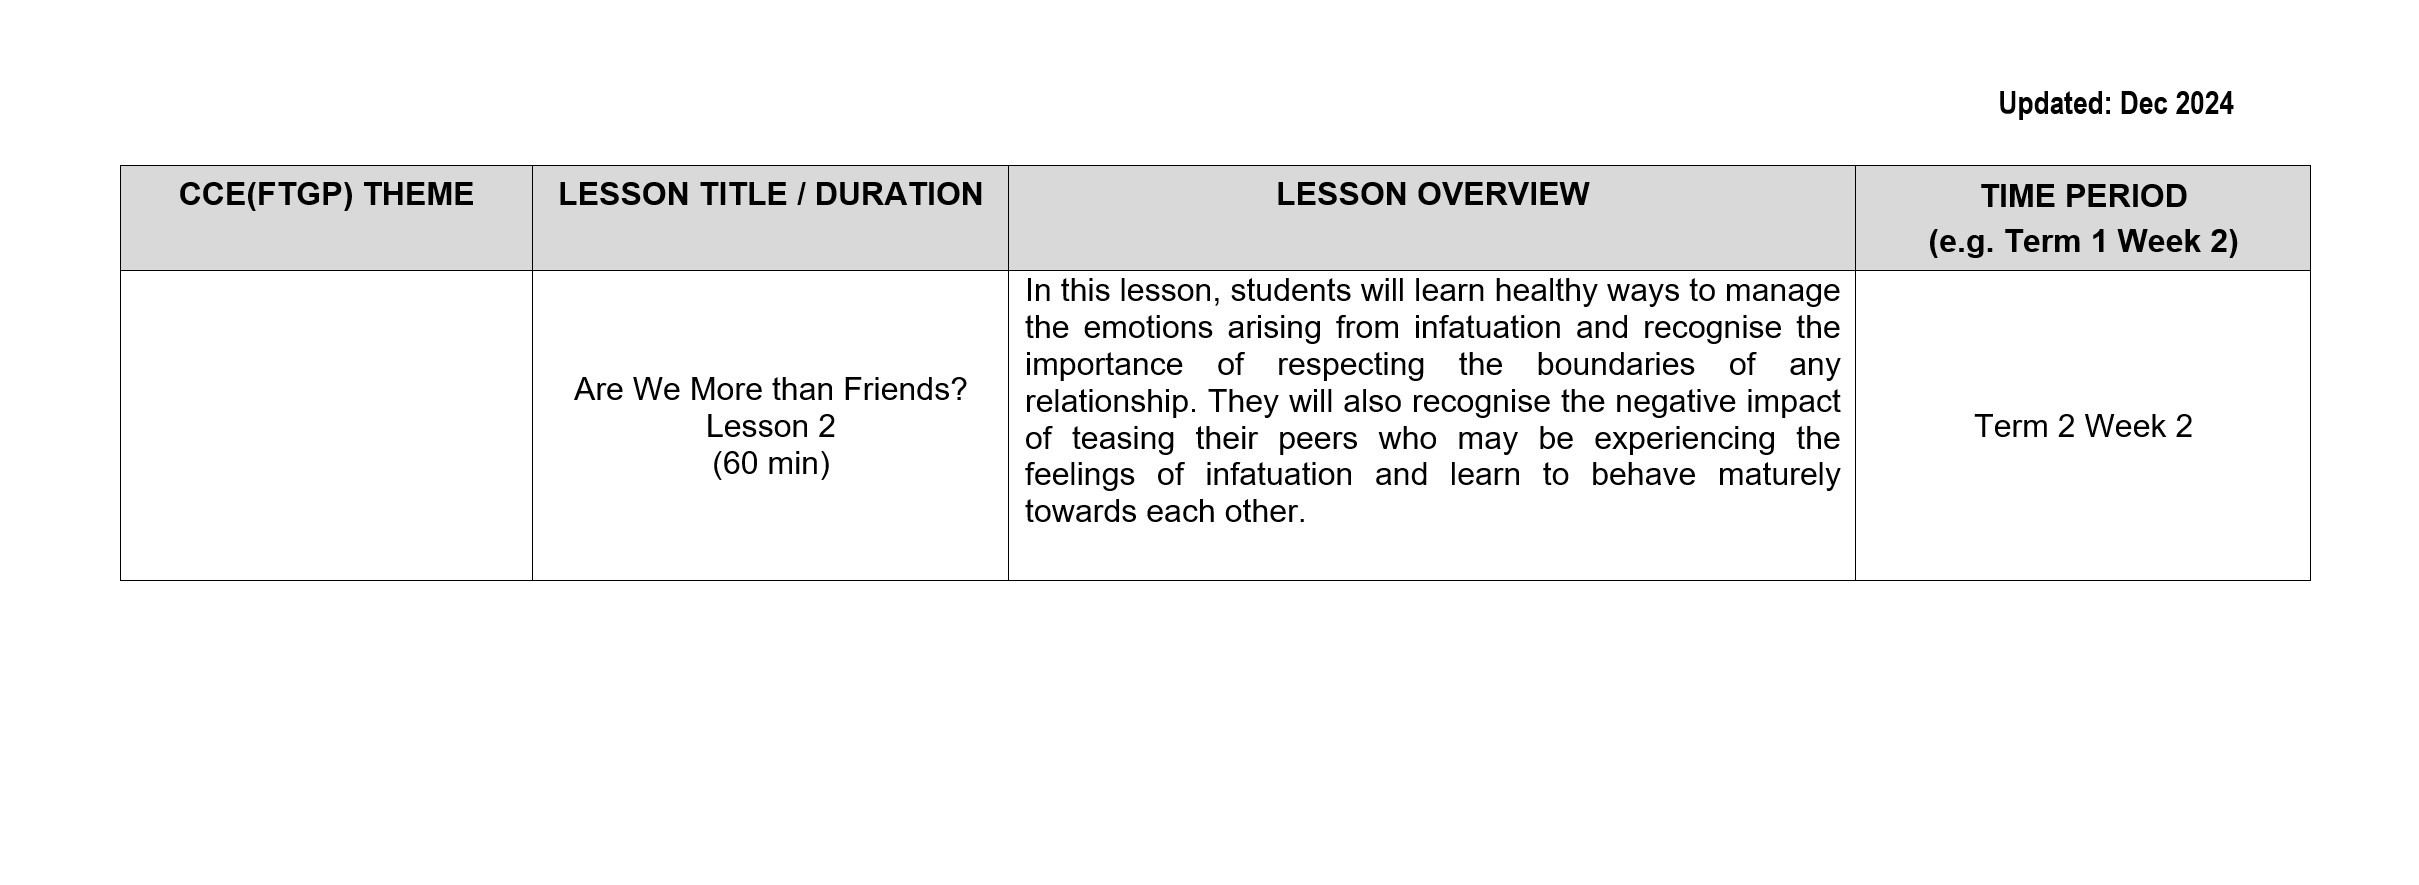 Updated: Dec 2024
CCE(FTGP) THEME
LESSON TITLE / DURATION
LESSON OVERVIEW
TIME PERIOD
(e.g. Term 1 Week 2)
Are We More than Friends?
Lesson 2
(60 min)
In this lesson, students will learn healthy ways to manage
the emotions arising from infatuation and recognise the
importance of respecting the boundaries of any
relationship. They will also recognise the negative impact
of teasing their peers who may be experiencing the
feelings of infatuation and learn to behave maturely
towards each other.
Term 2 Week 2